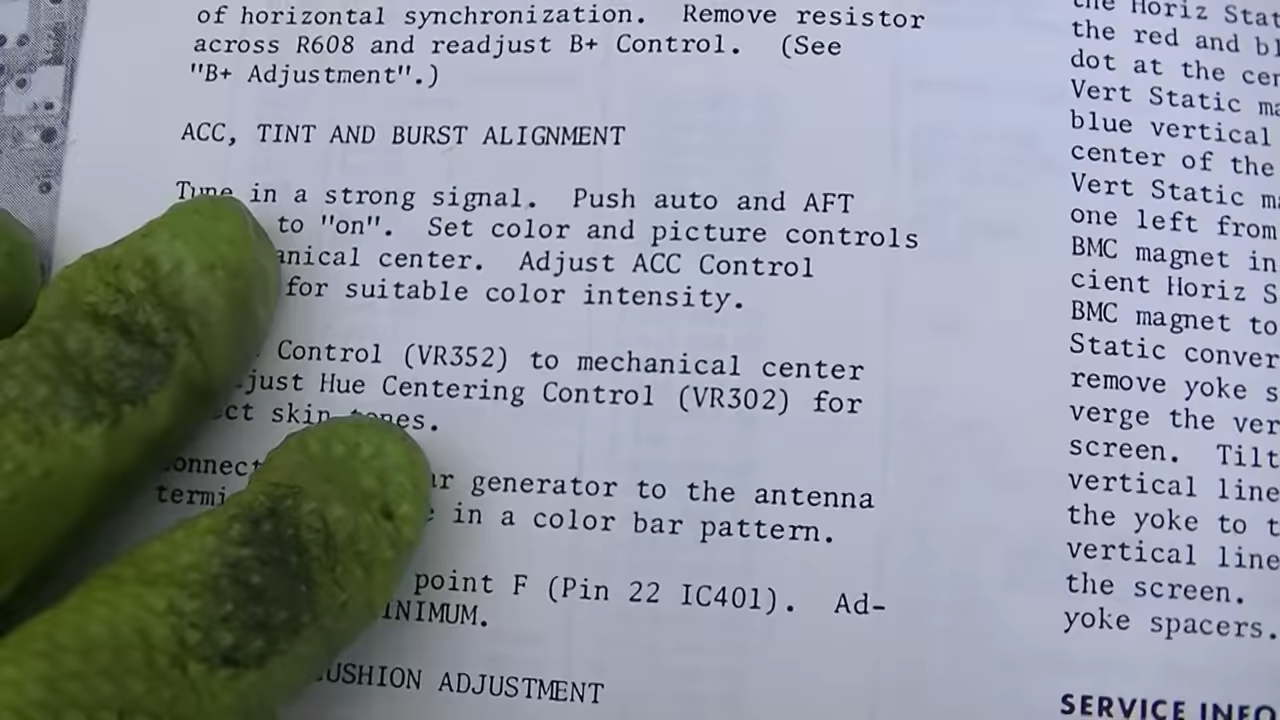 of horizontal synchronization. Remove resistor
across R608 and readjust B+ Control. (See
"B+ Adjustment".)
ACC, TINT AND BURST ALIGNMENT
Tune in a strong signal. Push auto and AFT
to "on". Set color and picture controls
anical center. Adjust ACC Control
for suitable color intensity.
Control (VR352) to mechanical center
just Hue Centering Control (VR302) for
ct skin tones.
onnect r generator to the antenna
termi in a color bar pattern.
point F (Pin 22 IC401). Ad-
INIMUM.
USHION ADJUSTMENT
the Horiz Stat
the red and bl
dot at the cen
Vert Static ma
blue vertical
center of the
Vert Static ma
one left from
BMC magnet in
cient Horiz S
BMC magnet to
Static conver
remove yoke s
verge the ver
screen. Tilt
vertical line
the yoke to t
vertical line
the screen.
yoke spacers.
SERVICE INFO